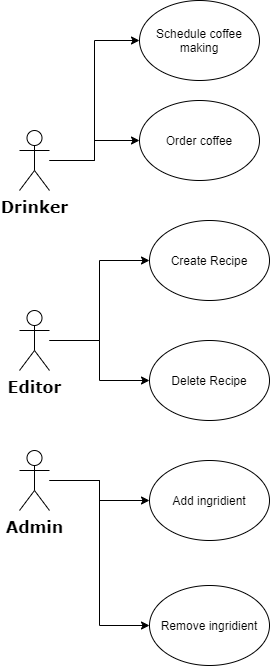 Schedule coffee
making
Order coffee
Drinker
Create Recipe
Editor
Delete Recipe
Admin
Add ingridient
Remove ingridient